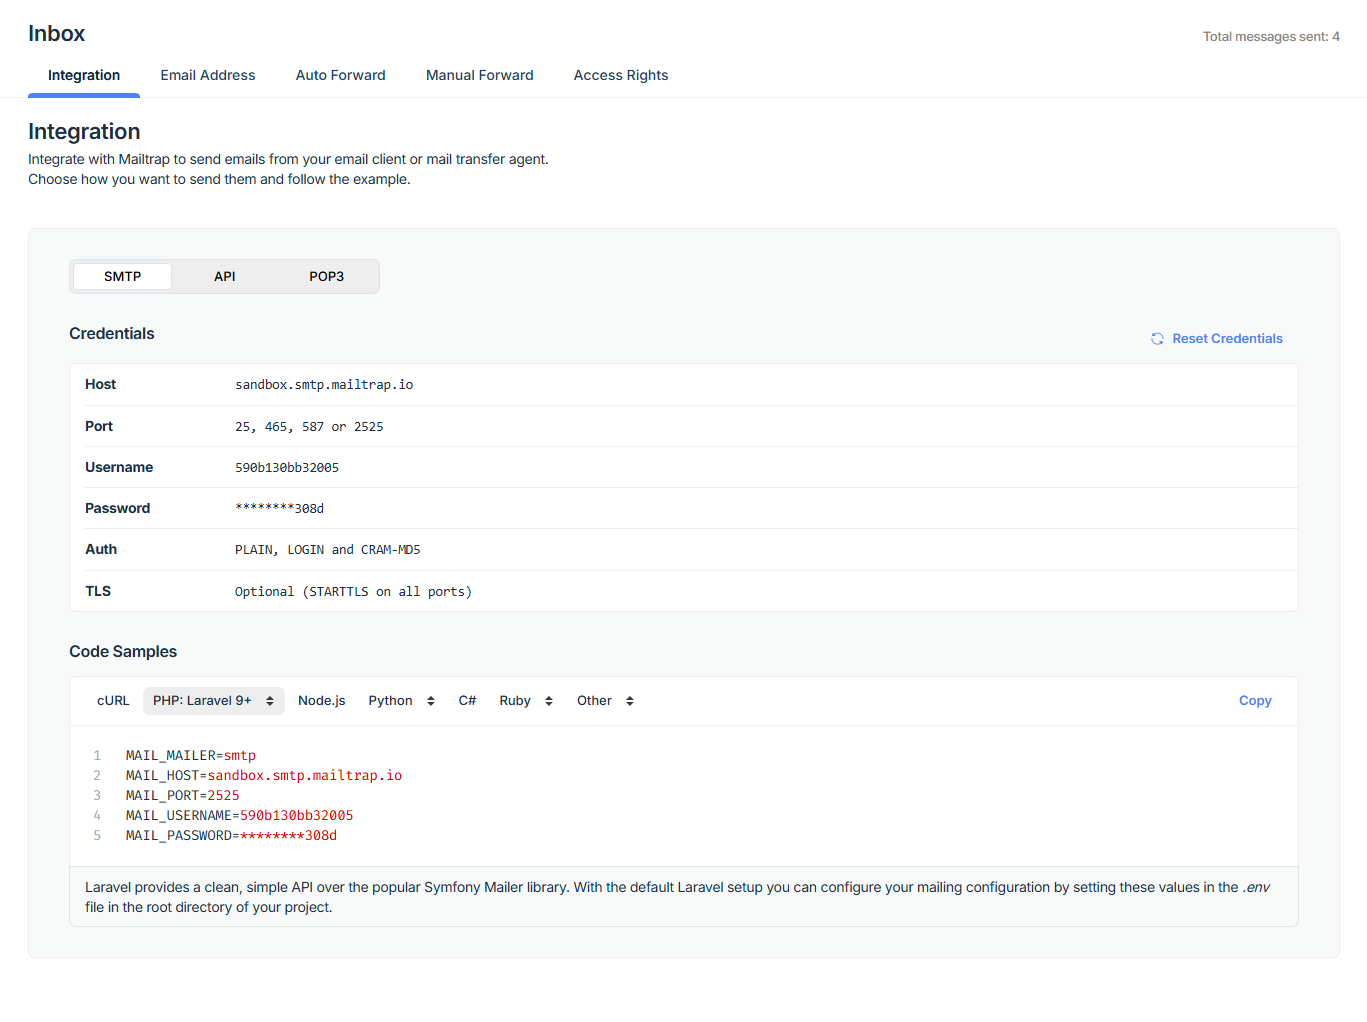 Inbox
Total messages sent: 4
Integration Email Address Auto Forward Manual Forward Access Rights
Integration
Integrate with Mailtrap to send emails from your email client or mail transfer agent.
Choose how you want to send them and follow the example.
SMTP API POP3
Credentials
Reset Credentials
Host sandbox.smtp.mailtrap.io
Port 25, 465, 587 or 2525
Username 590b130bb32005
Password ********308d
Auth PLAIN, LOGIN and CRAM-MD5
TLS Optional (STARTTLS on all ports)
Code Samples
cURL PHP: Laravel 9+ Node.js Python C# Ruby Other Copy
1 MAIL_MAILER=smtp
2 MAIL_HOST=sandbox.smtp.mailtrap.io
3 MAIL_PORT=2525
4 MAIL_USERNAME=590b130bb32005
5 MAIL_PASSWORD=********308d
Laravel provides a clean, simple API over the popular Symfony Mailer library. With the default Laravel setup you can configure your mailing configuration by setting these values in the .env
file in the root directory of your project.